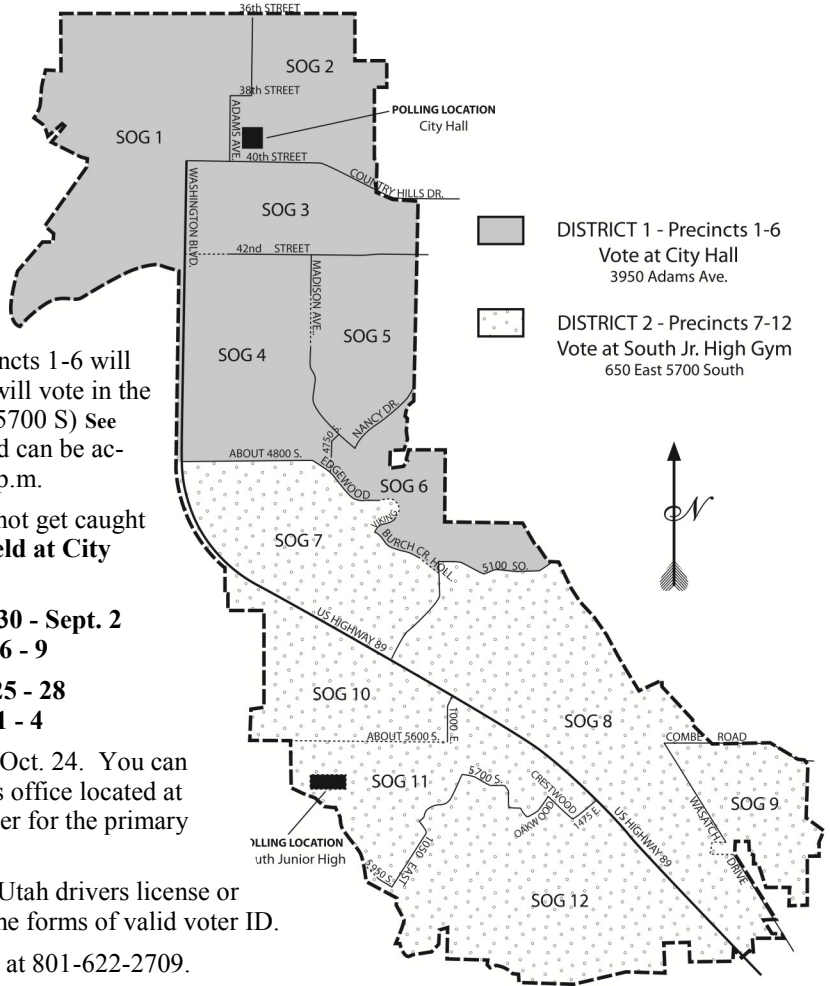 36th STREET
SOG 2
38th STREET
ADAMS AVE.
POLLING LOCATION
City Hall
SOG 1
40th STREET
COUNTRY HILLS DR.
WASHINGTON BLVD.
SOG 3
42nd STREET
MADISON AVE.
SOG 4
SOG 5
NANCY DR.
4750 S.
ABOUT 4800 S.
EDGEWOOD
SOG 6
VIKING
SOG 7
BURCH CR. HOLL.
5100 SO.
US HIGHWAY 89
SOG 10
SOG 8
1000 E.
ABOUT 5600 S.
COMBE ROAD
SOG 11
5700 S.
CRESTWOOD
OAKWOOD
1475 E.
US HIGHWAY 89
WASATCH
DRIVE
SOG 9
1050 EAST
5950 S.
SOG 12
OLLING LOCATION
uth Junior High
DISTRICT 1 - Precincts 1-6
Vote at City Hall
3950 Adams Ave.
DISTRICT 2 - Precincts 7-12
Vote at South Jr. High Gym
650 East 5700 South
N
ncts 1-6 will
will vote in the
5700 S) See
d can be ac-
p.m.
not get caught
eld at City
30 - Sept. 2
6 - 9
25 - 28
1 - 4
Oct. 24. You can
s office located at
er for the primary
Utah drivers license or
ne forms of valid voter ID.
at 801-622-2709.